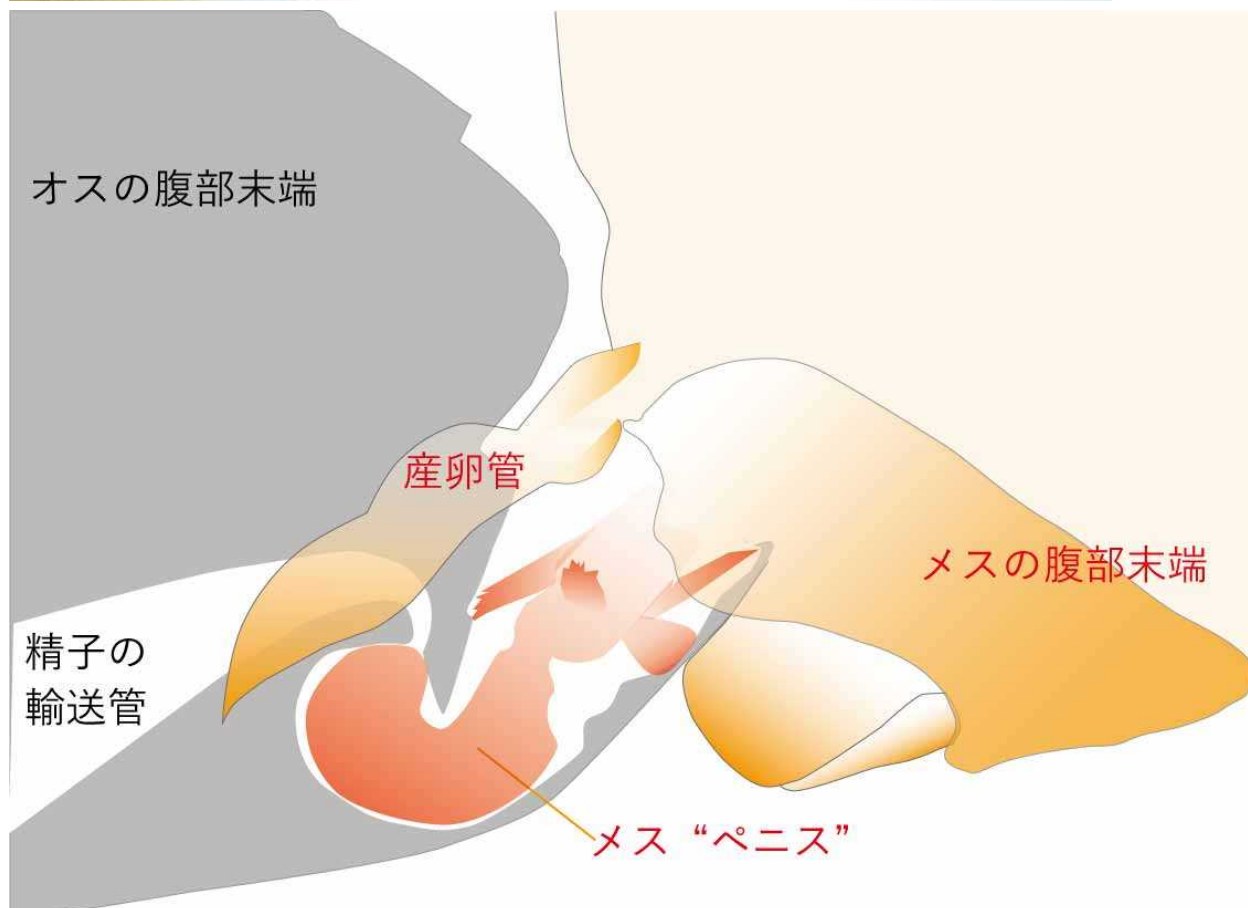 オスの腹部末端
産卵管
メスの腹部末端
精子の
輸送管
メス “ペニス”